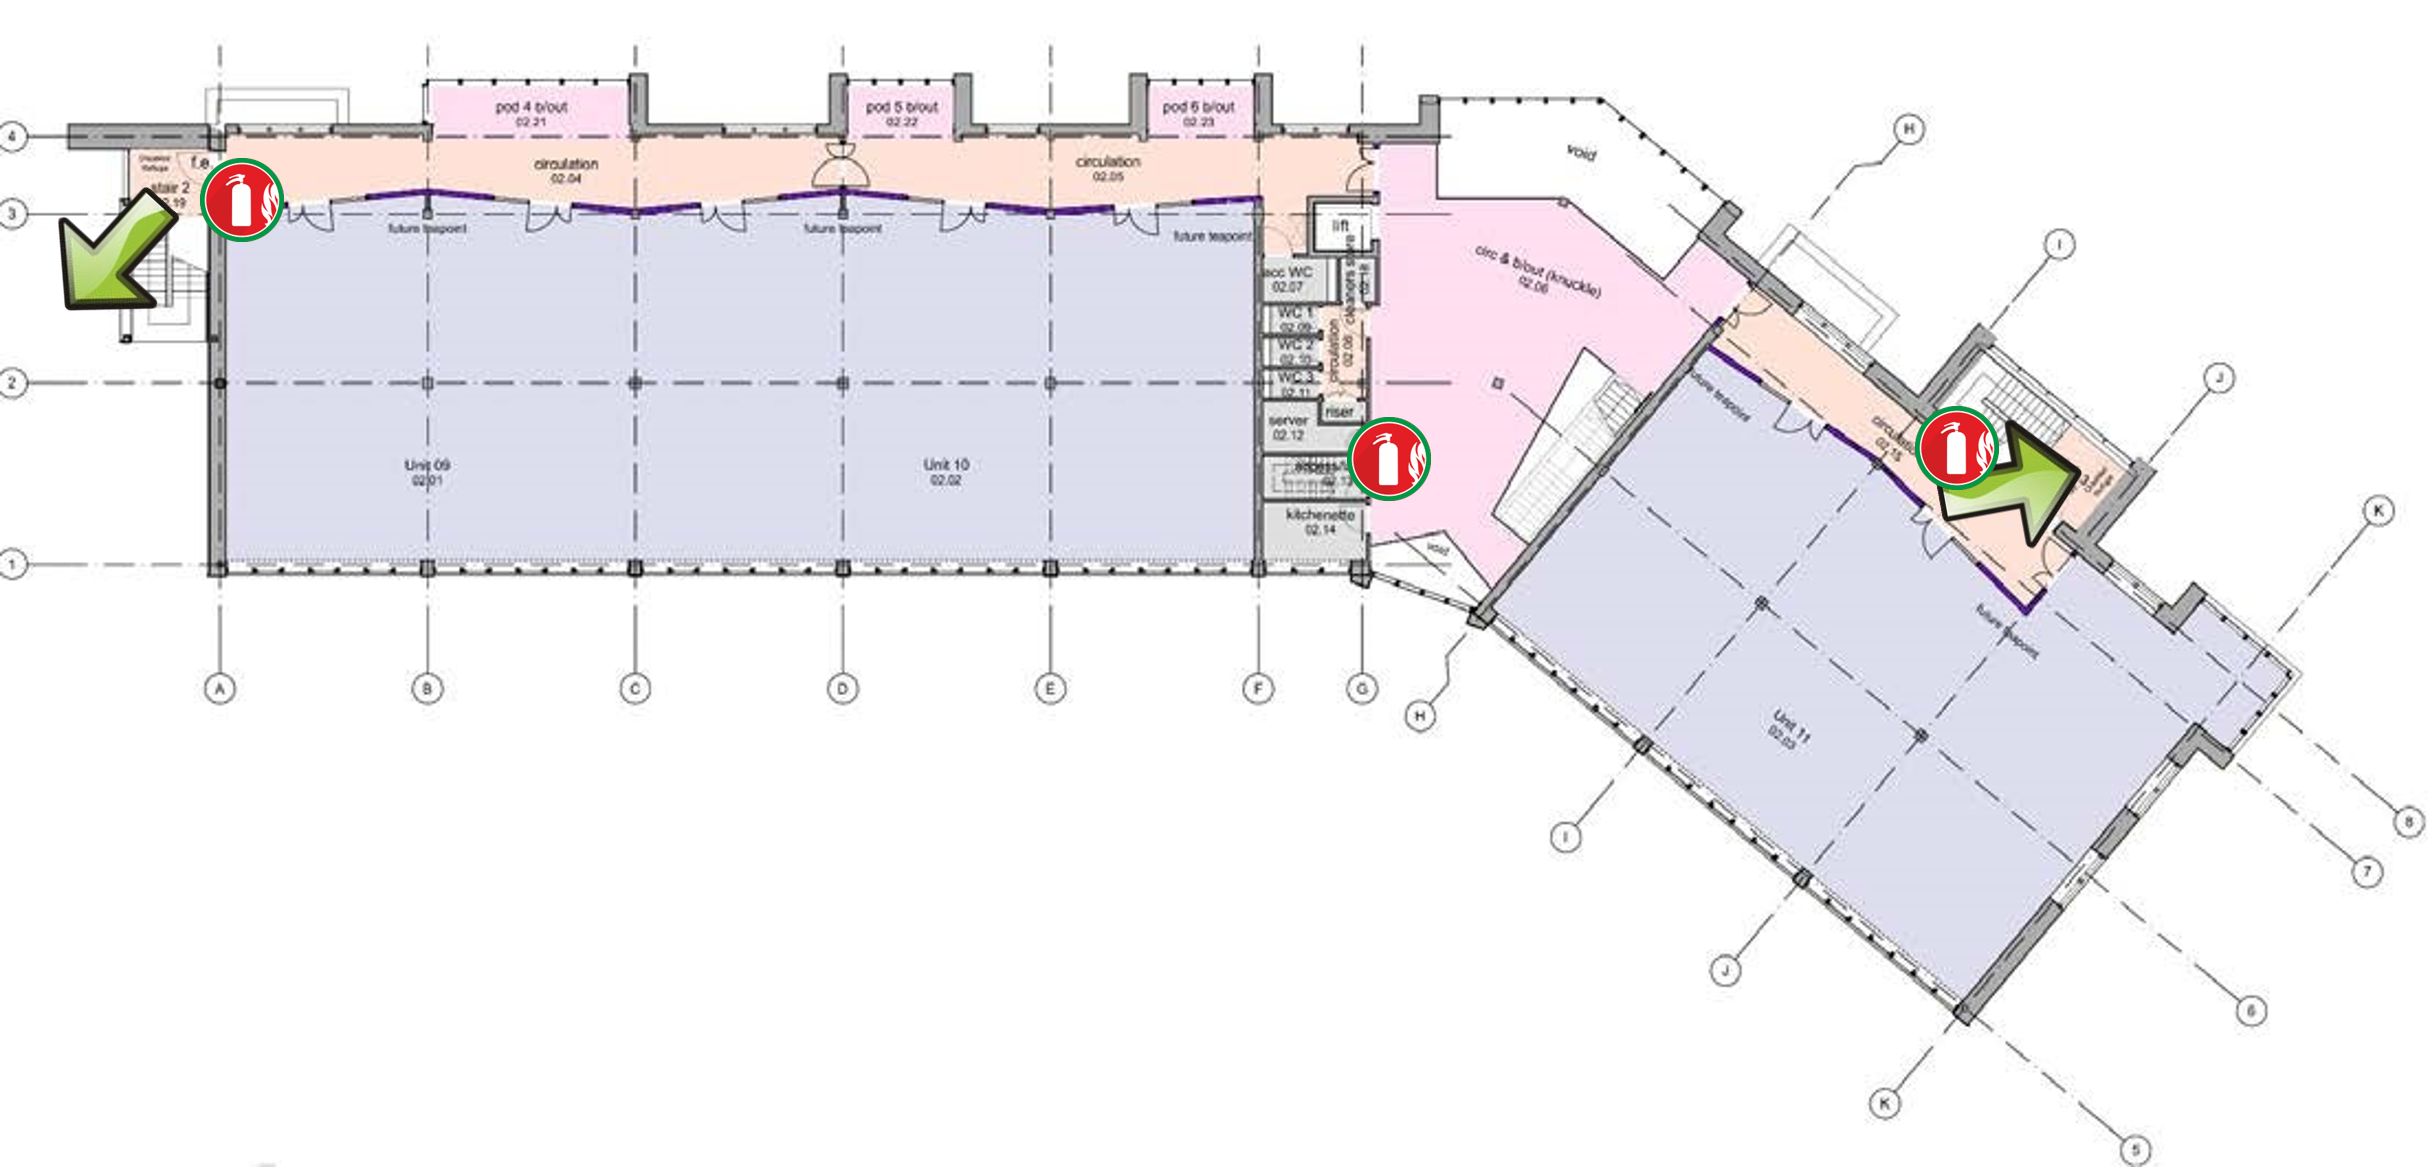 pod 4 b/out
02.21
pod 5 b/out
02.22
pod 6 b/out
02.23
H
4
void
f.e.
circulation
02.04
circulation
02.05
stair 2
3
future teapoint
future teapoint
future teapoint
lift
I
circ & b/out (knuckle)
02.06
acc WC
02.07
cleaners store
02.18
WC 1
02.09
WC 2
02.10
WC 3
02.11
circulation
02.08
2
J
future teapoint
riser
server
02.12
Unit 09
02.01
Unit 10
02.02
02.15
kitchenette
02.14
K
void
1
future teapoint
A
B
C
D
E
F
G
H
Unit 11
02.03
8
I
7
J
6
K
5